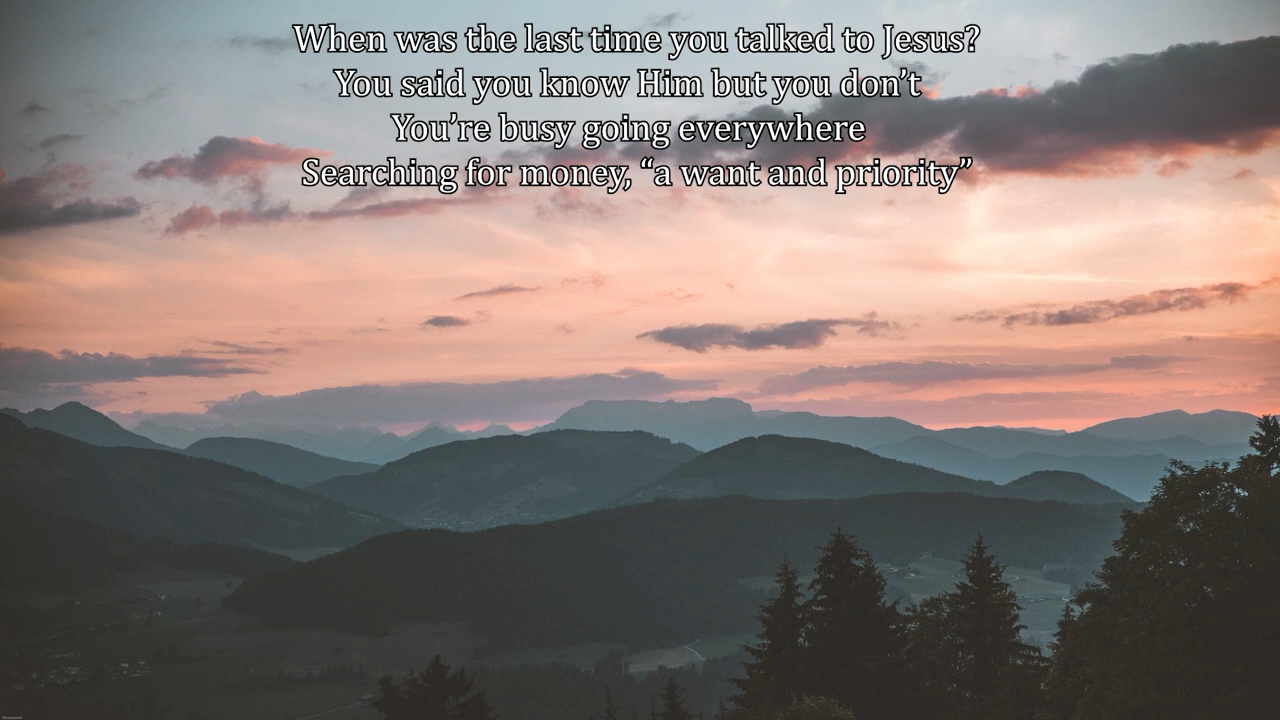 When was the last time you talked to Jesus?
You said you know Him but you don’t
You’re busy going everywhere
Searching for money, “a want and priority”